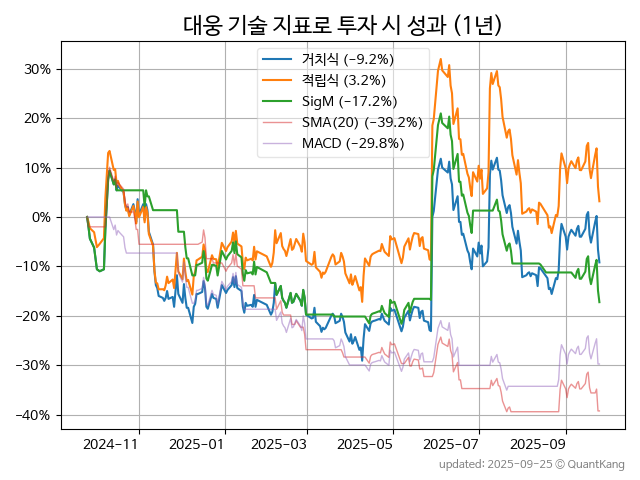 대웅 기술 지표로 투자 시 성과 (1년)
거치식 (−9.2%)
적립식 (3.2%)
SigM (−17.2%)
SMA(20) (−39.2%)
MACD (−29.8%)
30%
20%
10%
0%
−10%
−20%
−30%
−40%
2024−11 2025−01 2025−03 2025−05 2025−07 2025−09
updated: 2025−09−25 © QuantKang